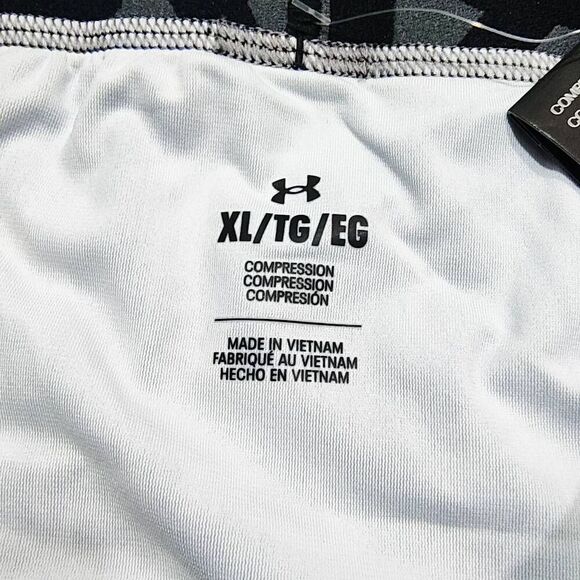 XL/TG/EG
COMPRESSION
COMPRESSION
COMPRESIÓN
MADE IN VIETNAM
FABRIQUÉ AU VIETNAM
HECHO EN VIETNAM